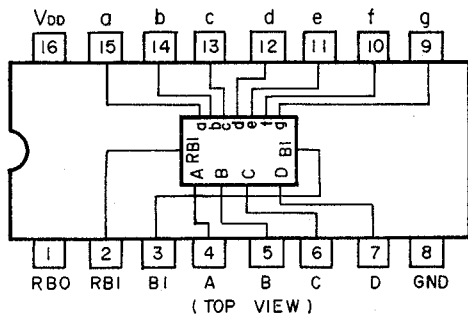 VDD a b c d e f g
16 15 14 13 12 11 10 9
a b c d e f g
RBI BI
A B C D
1 2 3 4 5 6 7 8
RBO RBI BI A B C D GND
(TOP VIEW)